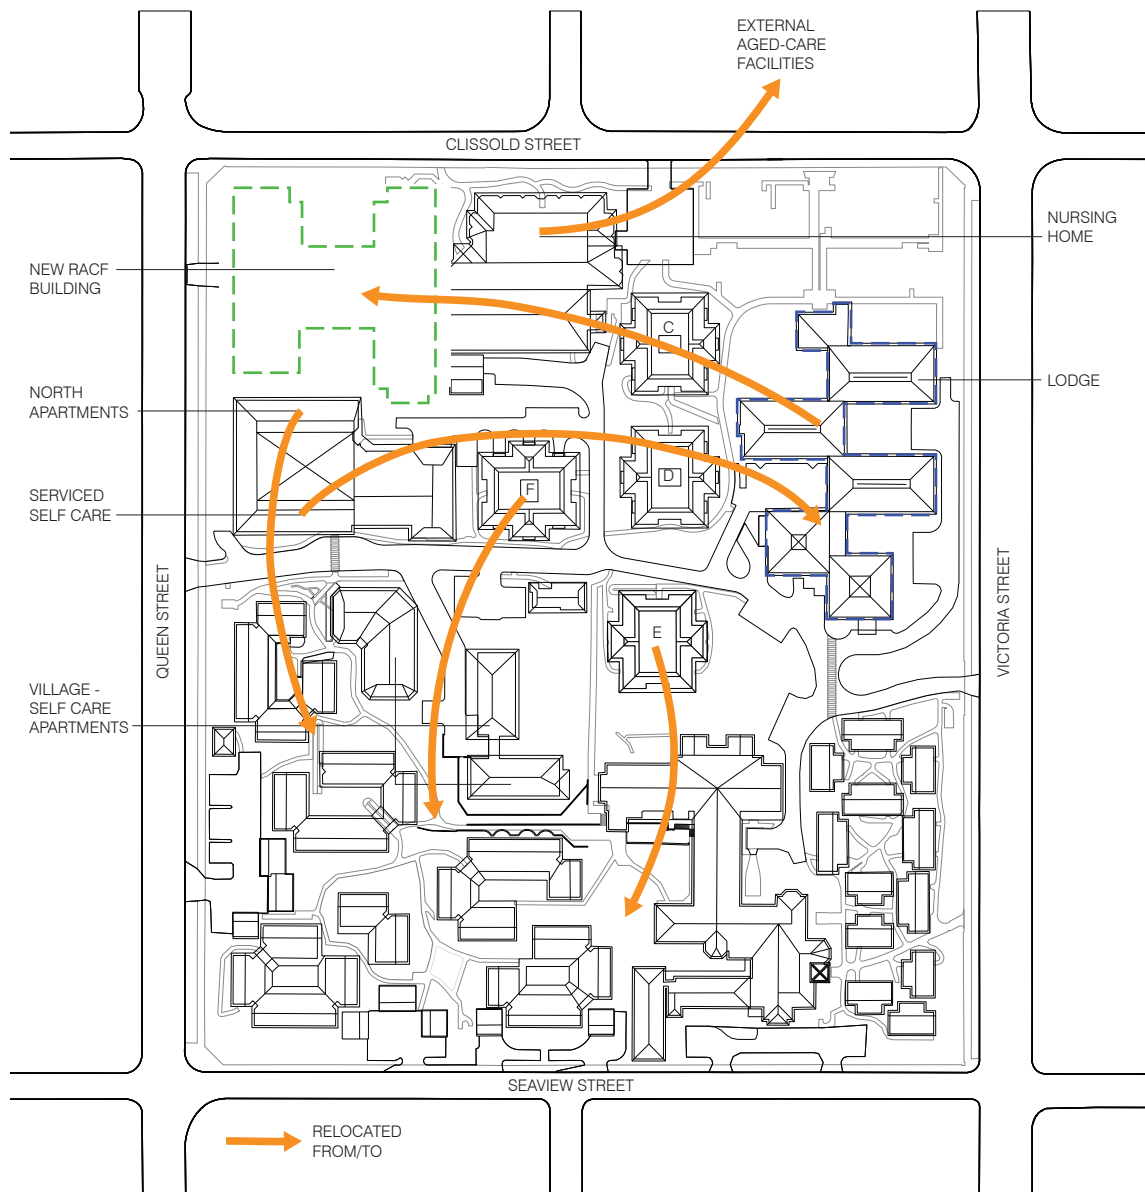 EXTERNAL
AGED-CARE
FACILITIES
CLISSOLD STREET
NURSING
HOME
NEW RACF
BUILDING
C
LODGE
NORTH
APARTMENTS
D
F
SERVICED
SELF CARE
QUEEN STREET
VICTORIA STREET
E
VILLAGE -
SELF CARE
APARTMENTS
SEAVIEW STREET
RELOCATED
FROM/TO